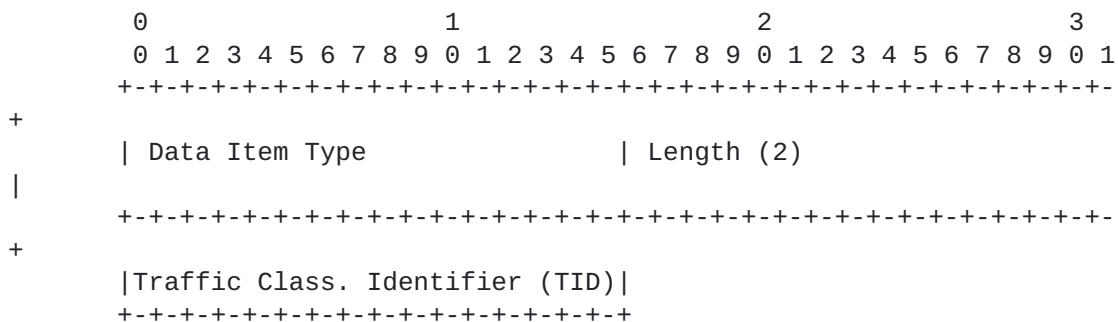 0                   1                   2                   3
0 1 2 3 4 5 6 7 8 9 0 1 2 3 4 5 6 7 8 9 0 1 2 3 4 5 6 7 8 9 0 1
+-+-+-+-+-+-+-+-+-+-+-+-+-+-+-+-+-+-+-+-+-+-+-+-+-+-+-+-+-+-+-+-
+
| Data Item Type                | Length (2)
|
+-+-+-+-+-+-+-+-+-+-+-+-+-+-+-+-+-+-+-+-+-+-+-+-+-+-+-+-+-+-+-+-
+
|Traffic Class. Identifier (TID)|
+-+-+-+-+-+-+-+-+-+-+-+-+-+-+-+-+